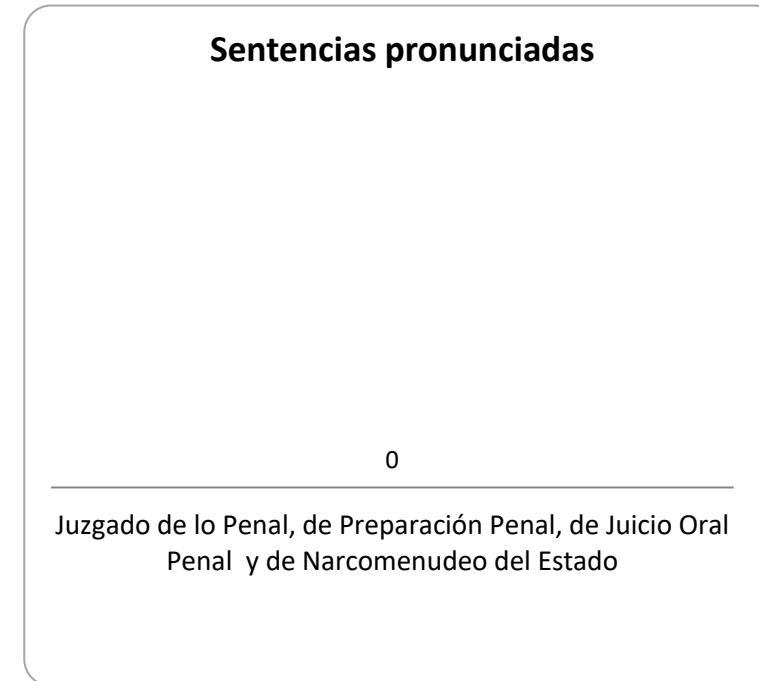 Sentencias pronunciadas
0
Juzgado de lo Penal, de Preparación Penal, de Juicio Oral
Penal  y de Narcomenudeo del Estado